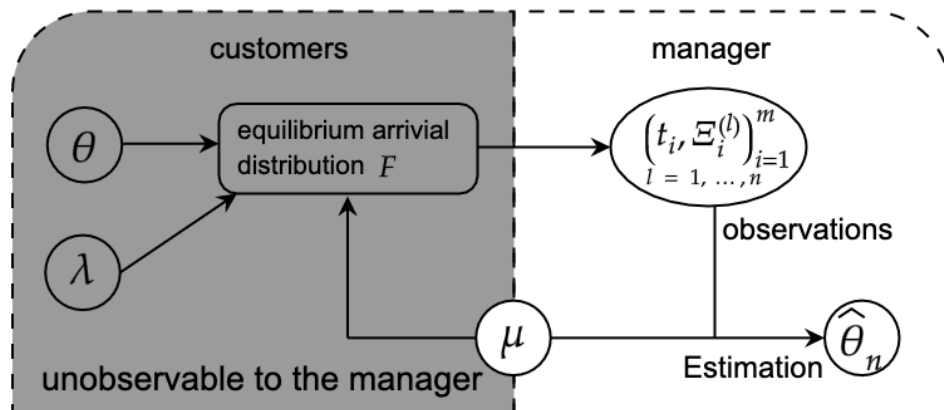 customers
manager
θ
equilibrium arrivial
distribution F
(t_i, Ξ_i^{(l)})_{i=1}^m
l = 1, …, n
λ
observations
μ
Estimation
θ̂_n
unobservable to the manager